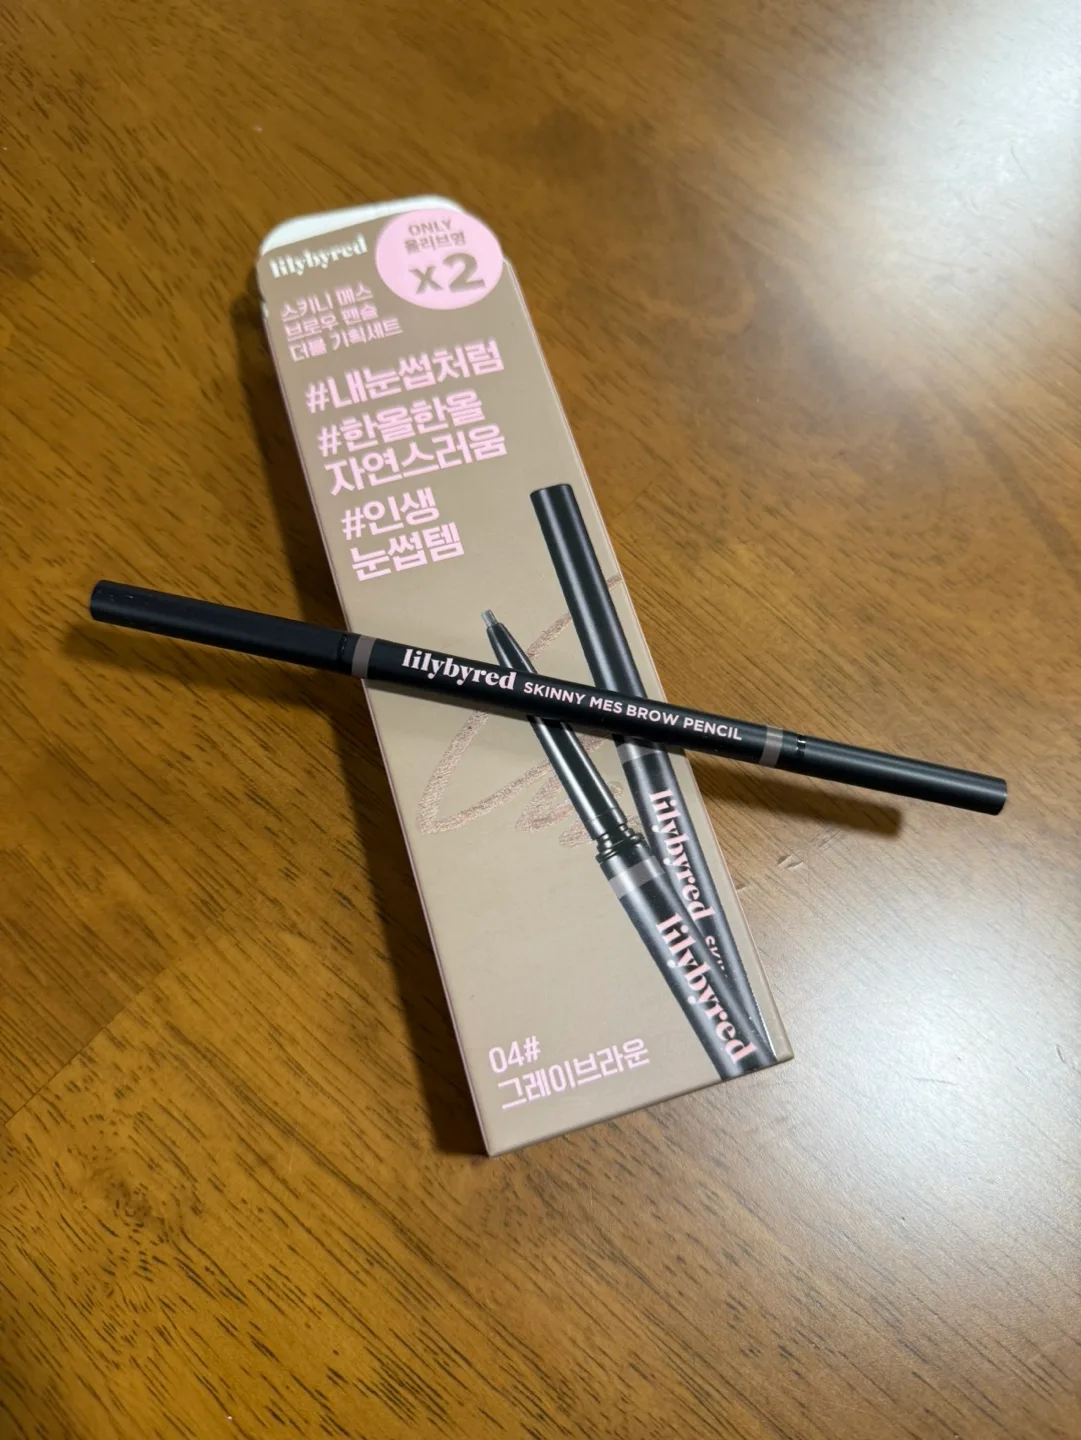 lilybyred
ONLY
올리브영
x2
스키니 메스
브로우 펜슬
더블 기획세트
#내눈썹처럼
#한올한올
자연스러움
#인생
눈썹템
lilybyred SKINNY MES BROW PENCIL
lilybyred
lilybyred
04#
그레이브라운